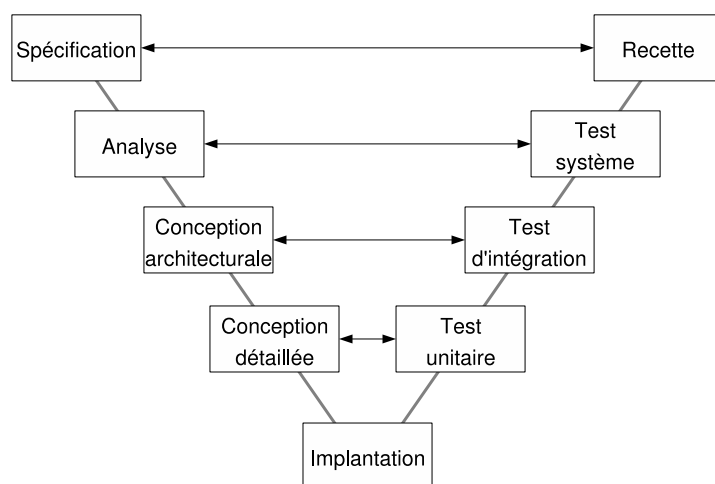 Spécification
Recette
Analyse
Test
système
Conception
architecturale
Test
d'intégration
Conception
détaillée
Test
unitaire
Implantation